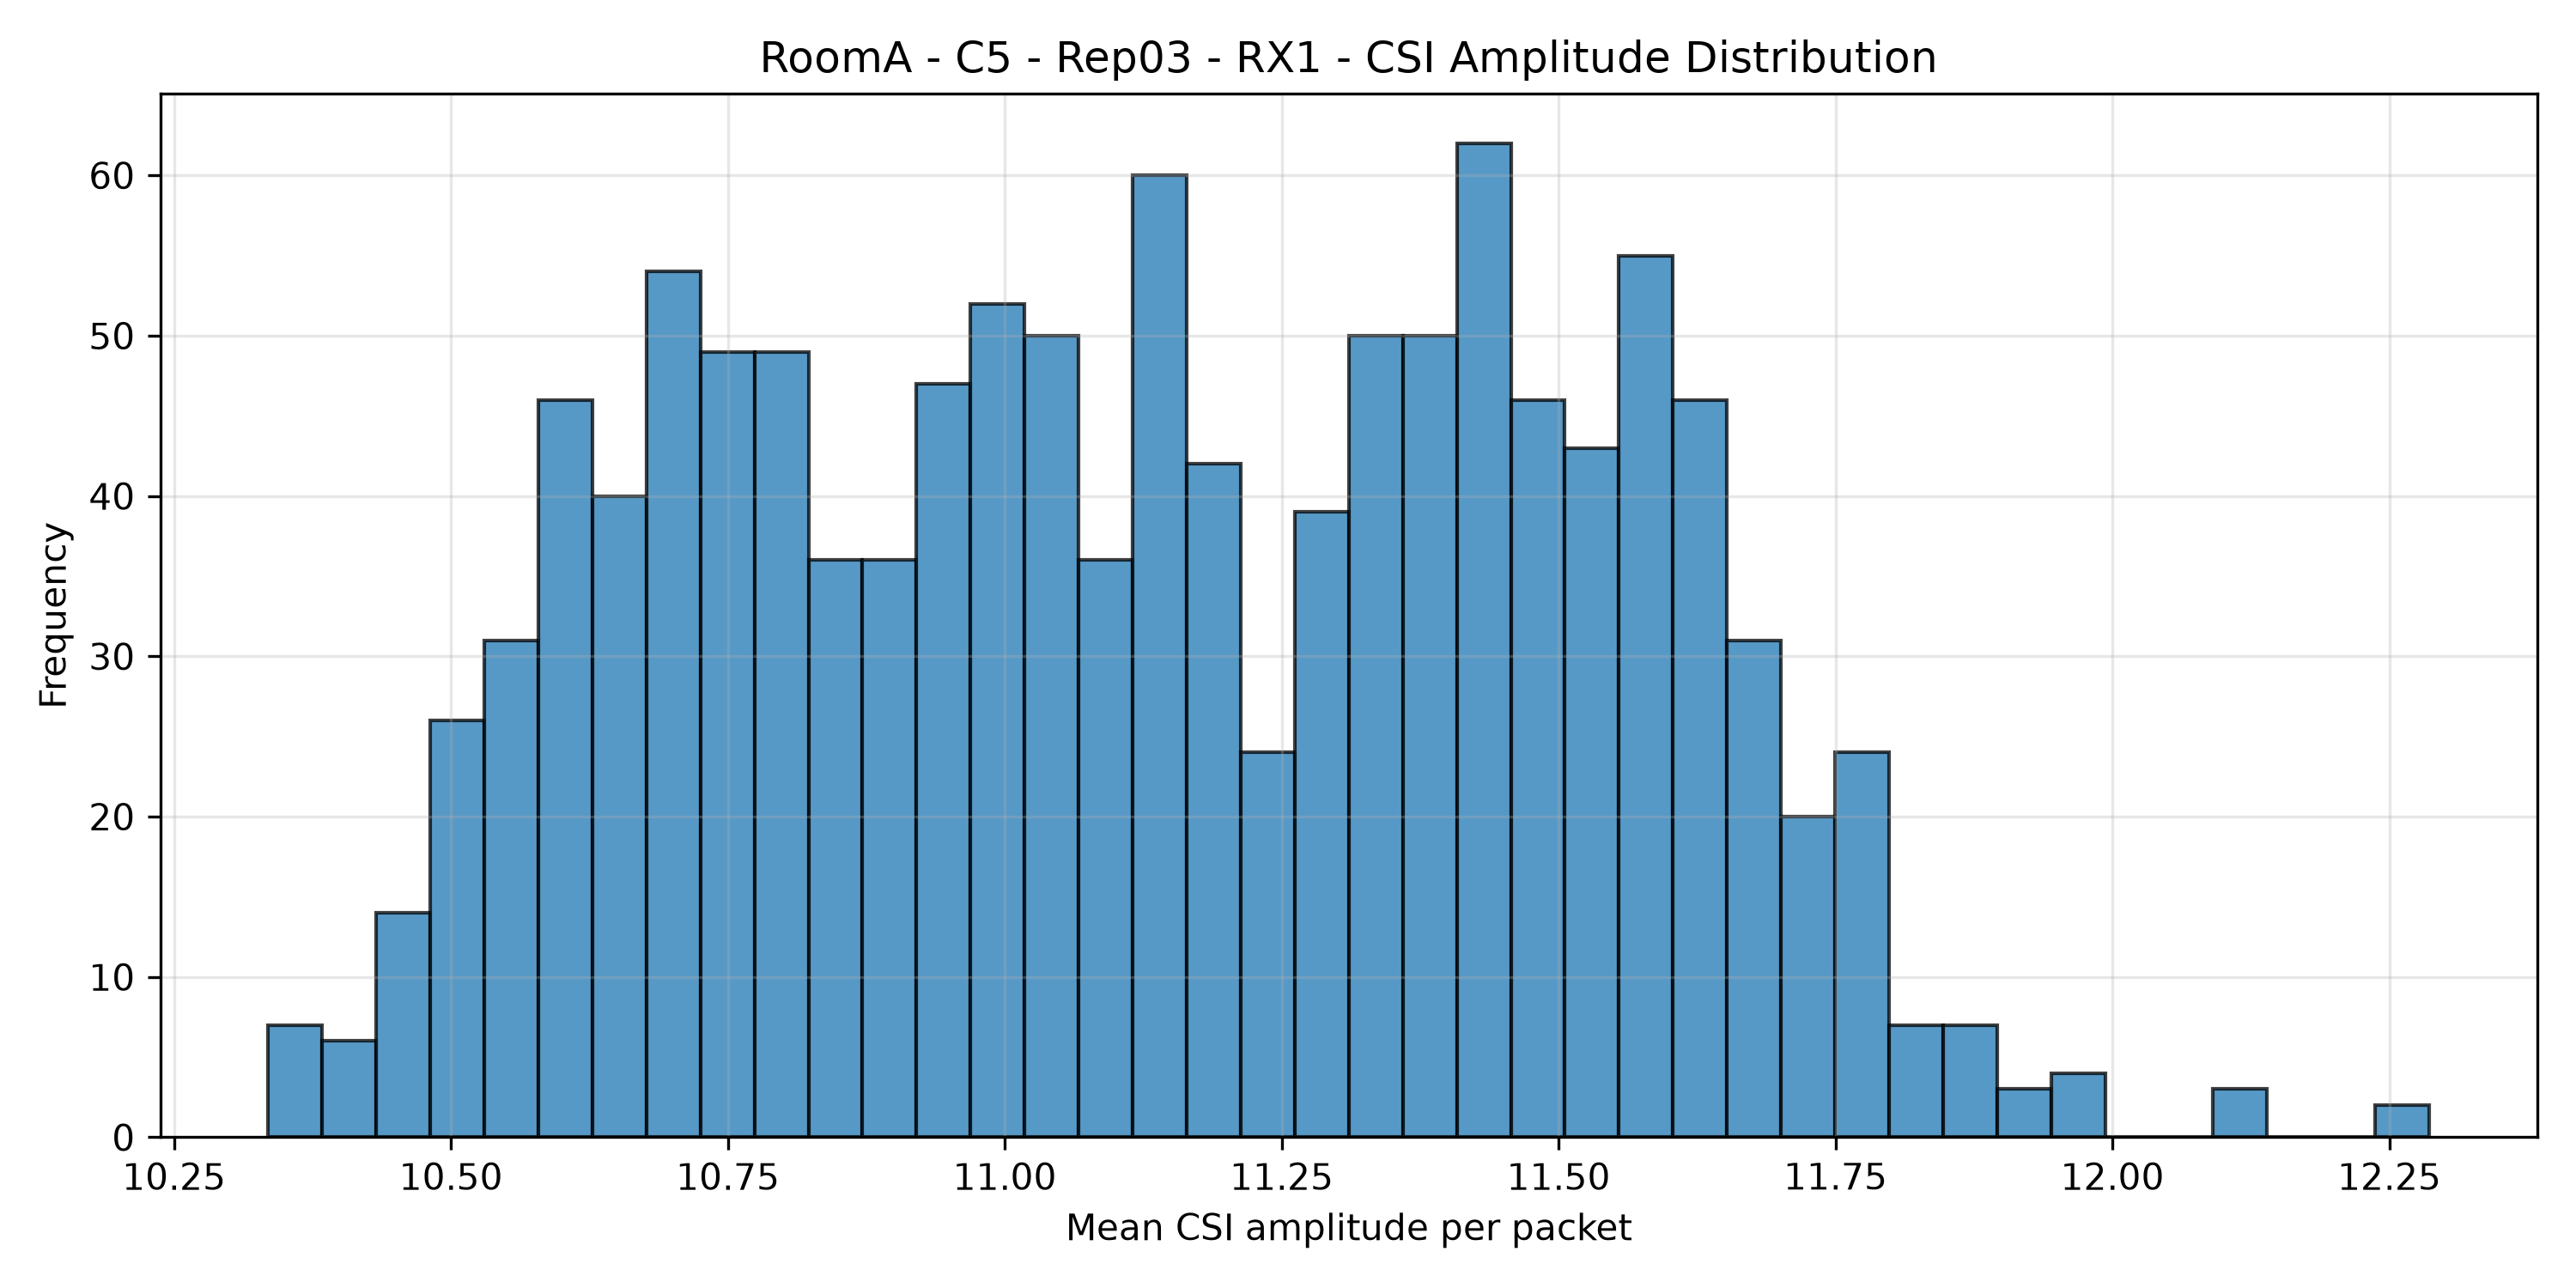 RoomA - C5 - Rep03 - RX1 - CSI Amplitude Distribution
Frequency
60
50
40
30
20
10
0
10.25 10.50 10.75 11.00 11.25 11.50 11.75 12.00 12.25
Mean CSI amplitude per packet